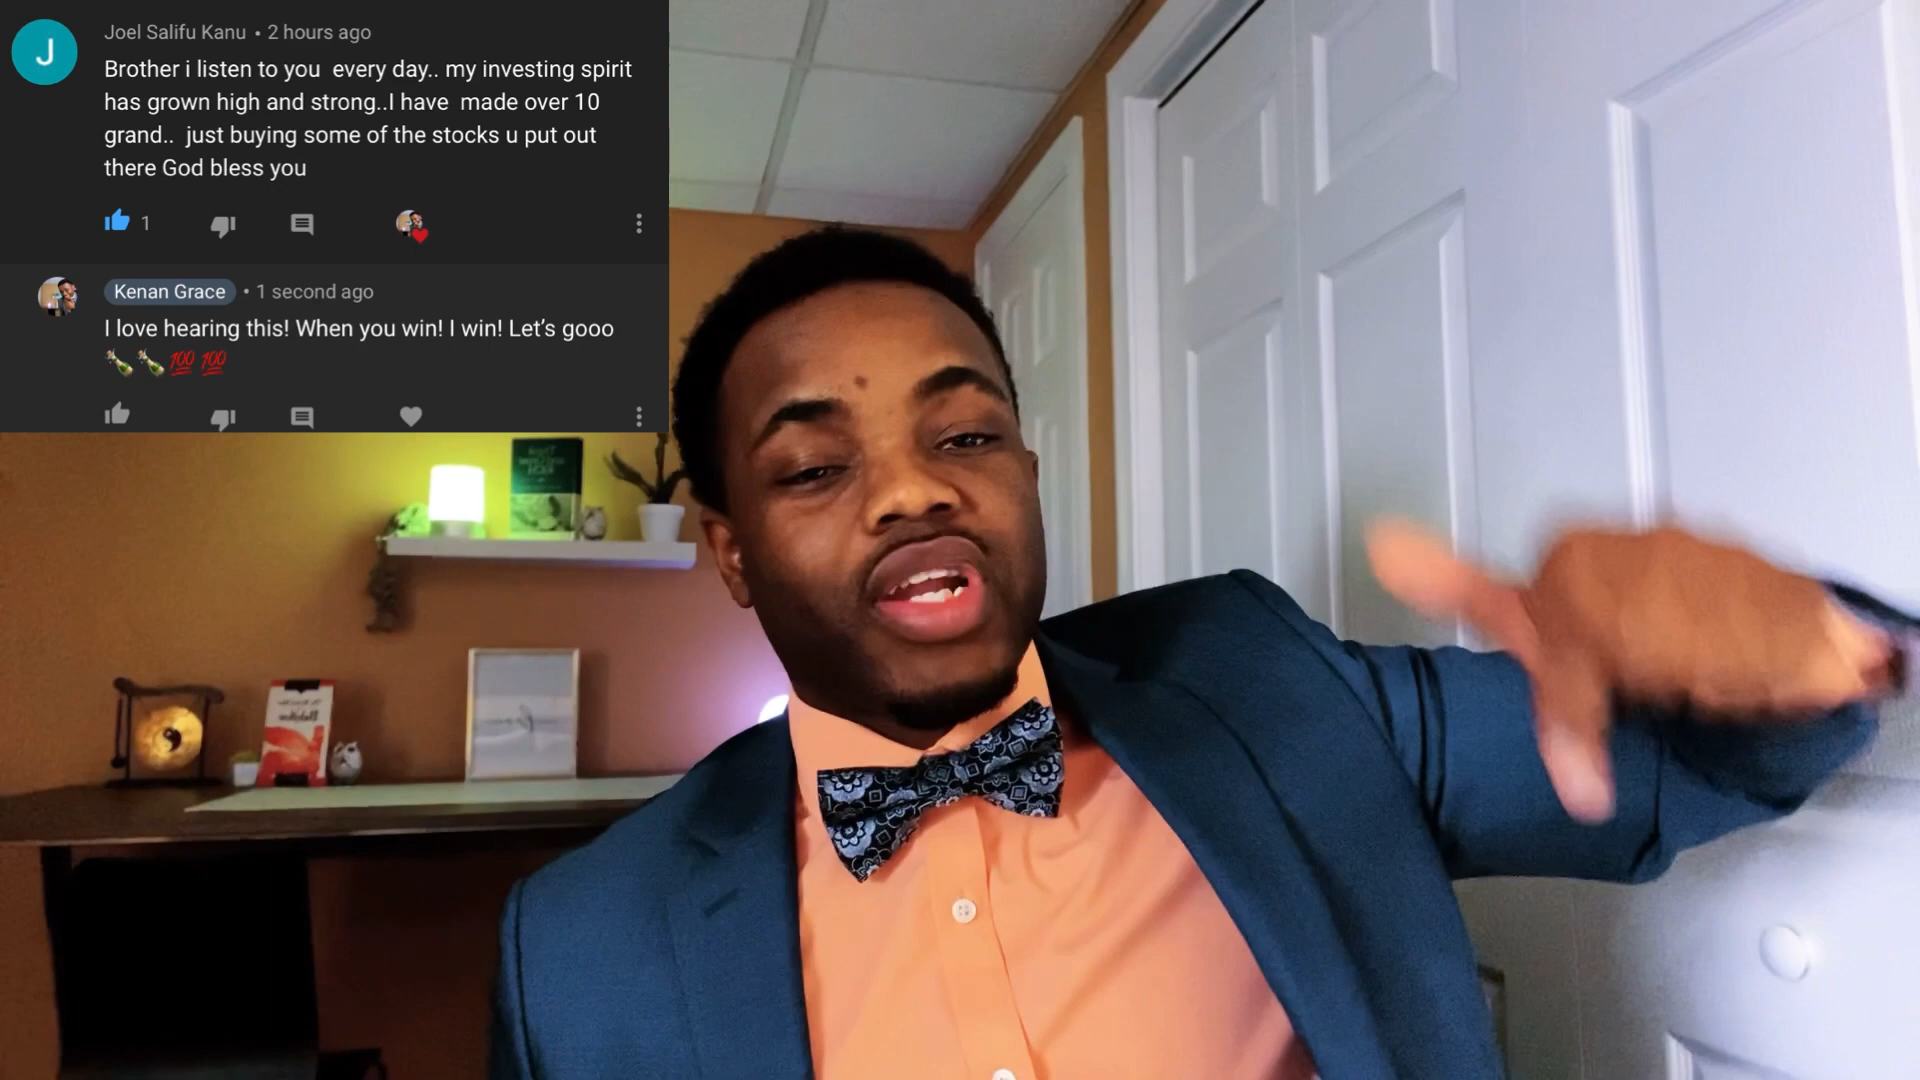 J
Joel Salifu Kanu • 2 hours ago
Brother i listen to you  every day.. my investing spirit
has grown high and strong..I have  made over 10
grand..  just buying some of the stocks u put out
there God bless you
1
Kenan Grace • 1 second ago
I love hearing this! When you win! I win! Let’s gooo
🍾🍾💯💯